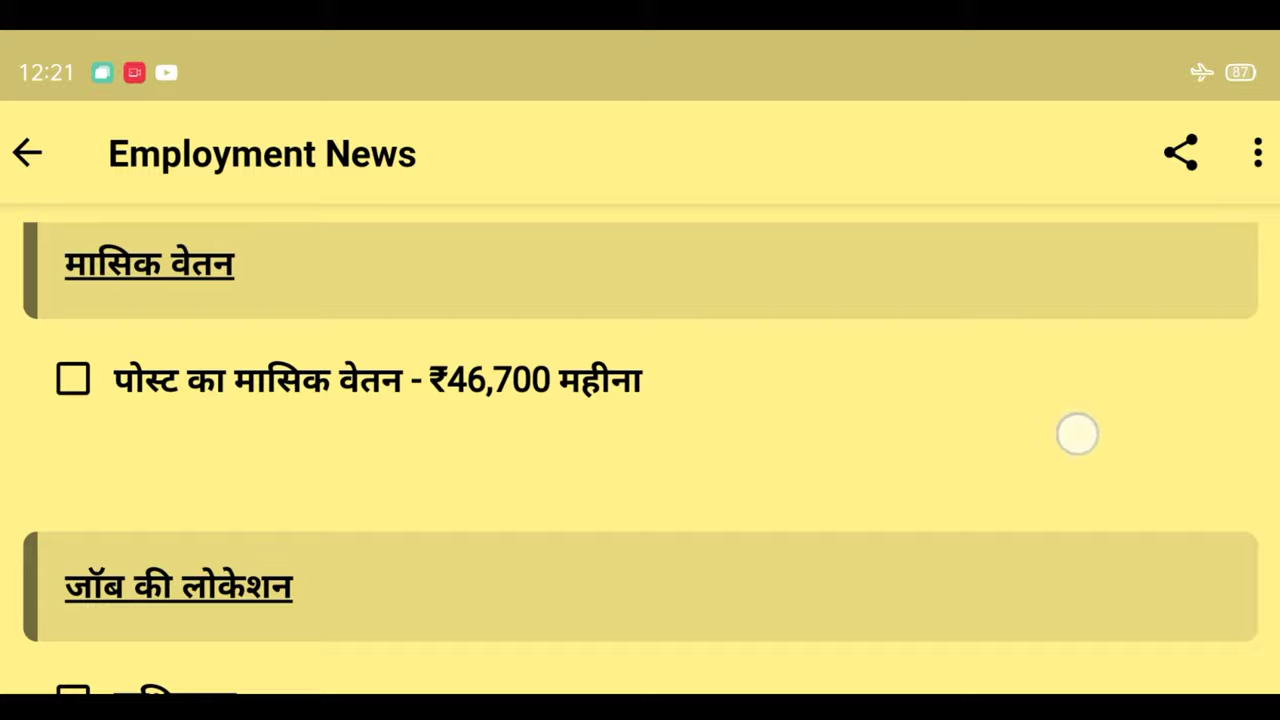 12:21
87
Employment News
मासिक वेतन
पोस्ट का मासिक वेतन - ₹46,700 महीना
जॉब की लोकेशन